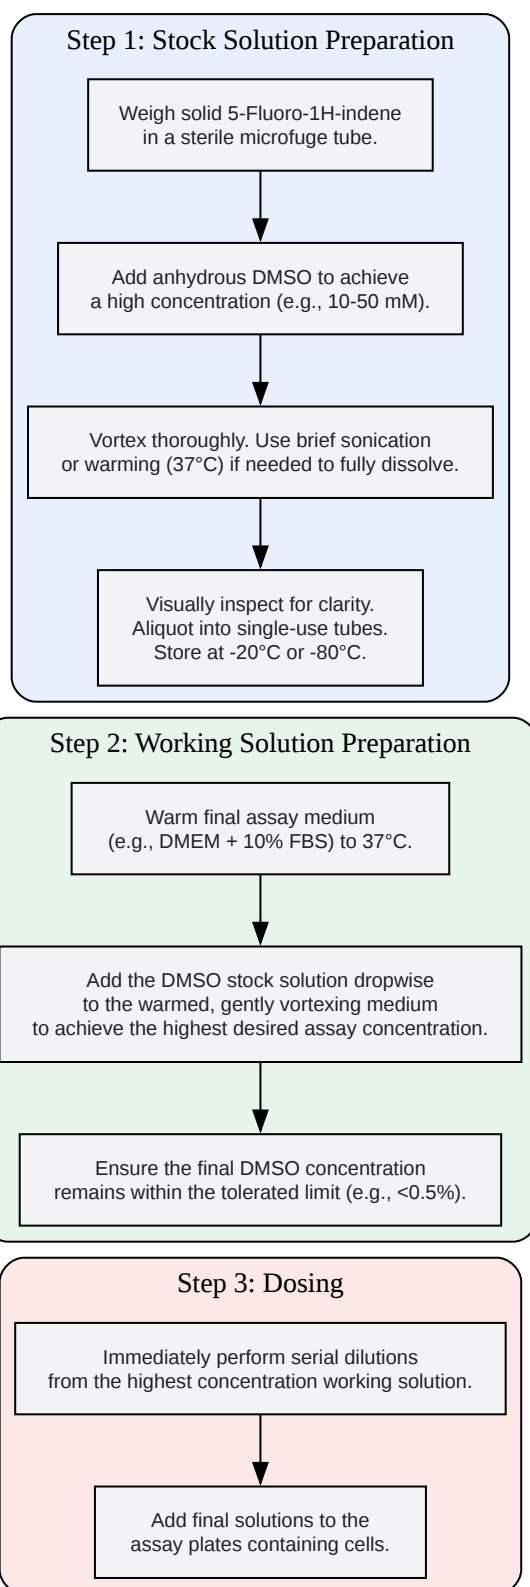 Step 1: Stock Solution Preparation
Weigh solid 5-Fluoro-1H-indene
in a sterile microfuge tube.
Add anhydrous DMSO to achieve
a high concentration (e.g., 10-50 mM).
Vortex thoroughly. Use brief sonication
or warming (37°C) if needed to fully dissolve.
Visually inspect for clarity.
Aliquot into single-use tubes.
Store at -20°C or -80°C.
Step 2: Working Solution Preparation
Warm final assay medium
(e.g., DMEM + 10% FBS) to 37°C.
Add the DMSO stock solution dropwise
to the warmed, gently vortexing medium
to achieve the highest desired assay concentration.
Ensure the final DMSO concentration
remains within the tolerated limit (e.g., <0.5%).
Step 3: Dosing
Immediately perform serial dilutions
from the highest concentration working solution.
Add final solutions to the
assay plates containing cells.